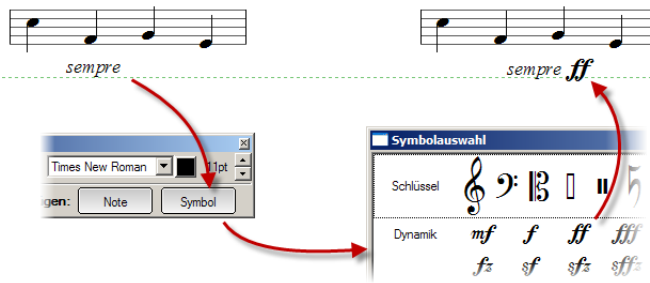 sempre
sempre ff
Times New Roman 11pt
gen: Note Symbol
Symbolauswahl
Schlüssel
Dynamik mf f ff fff
fz sf sfz sffz